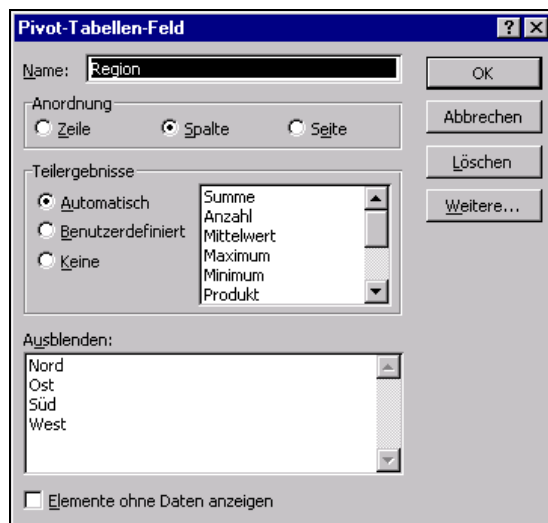 Pivot-Tabellen-Feld
Name: Region
OK
Abbrechen
Löschen
Weitere...
Anordnung
Zeile Spalte Seite
Teilergebnisse
Automatisch
Benutzerdefiniert
Keine
Summe
Anzahl
Mittelwert
Maximum
Minimum
Produkt
Ausblenden:
Nord
Ost
Süd
West
Elemente ohne Daten anzeigen